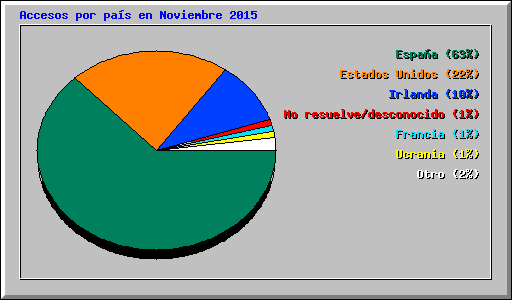 Accesos por país en Noviembre 2015
España (63%)
Estados Unidos (22%)
Irlanda (10%)
No resuelve/desconocido (1%)
Francia (1%)
Ucrania (1%)
Otro (2%)